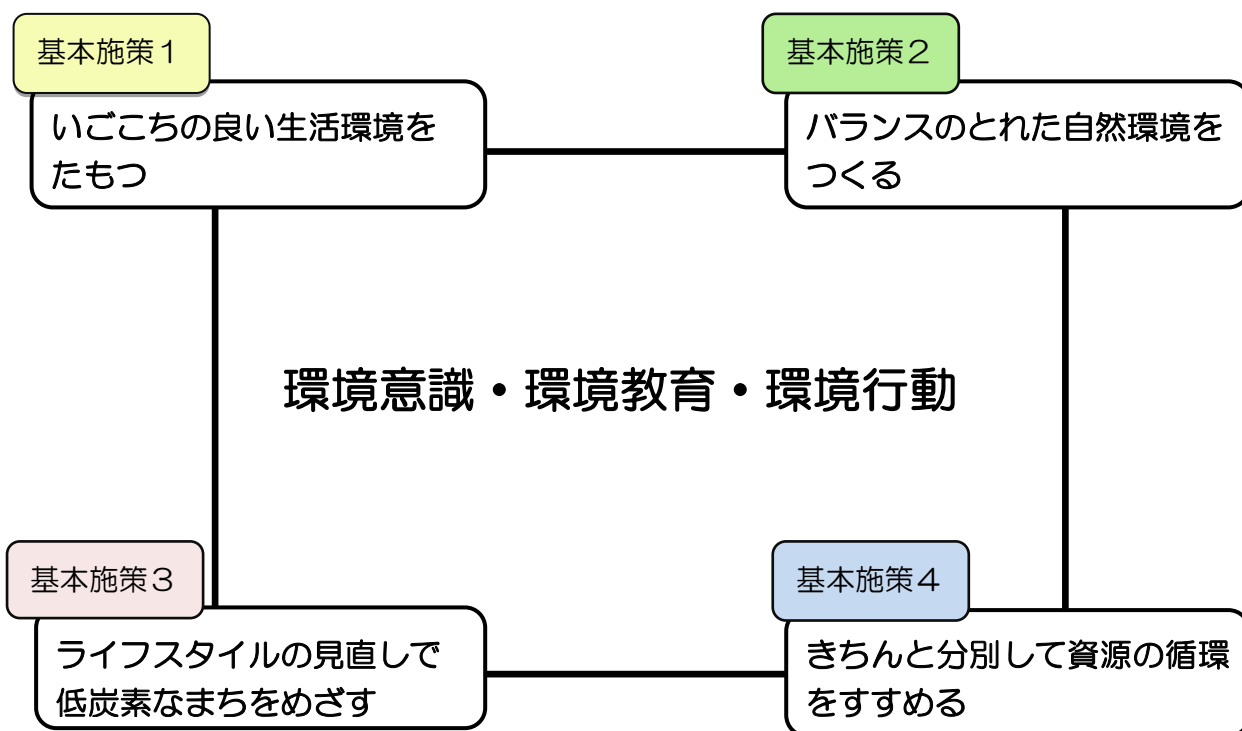 基本施策１
いごこちの良い生活環境を
たもつ
基本施策２
バランスのとれた自然環境を
つくる
環境意識・環境教育・環境行動
基本施策３
ライフスタイルの見直しで
低炭素なまちをめざす
基本施策４
きちんと分別して資源の循環
をすすめる